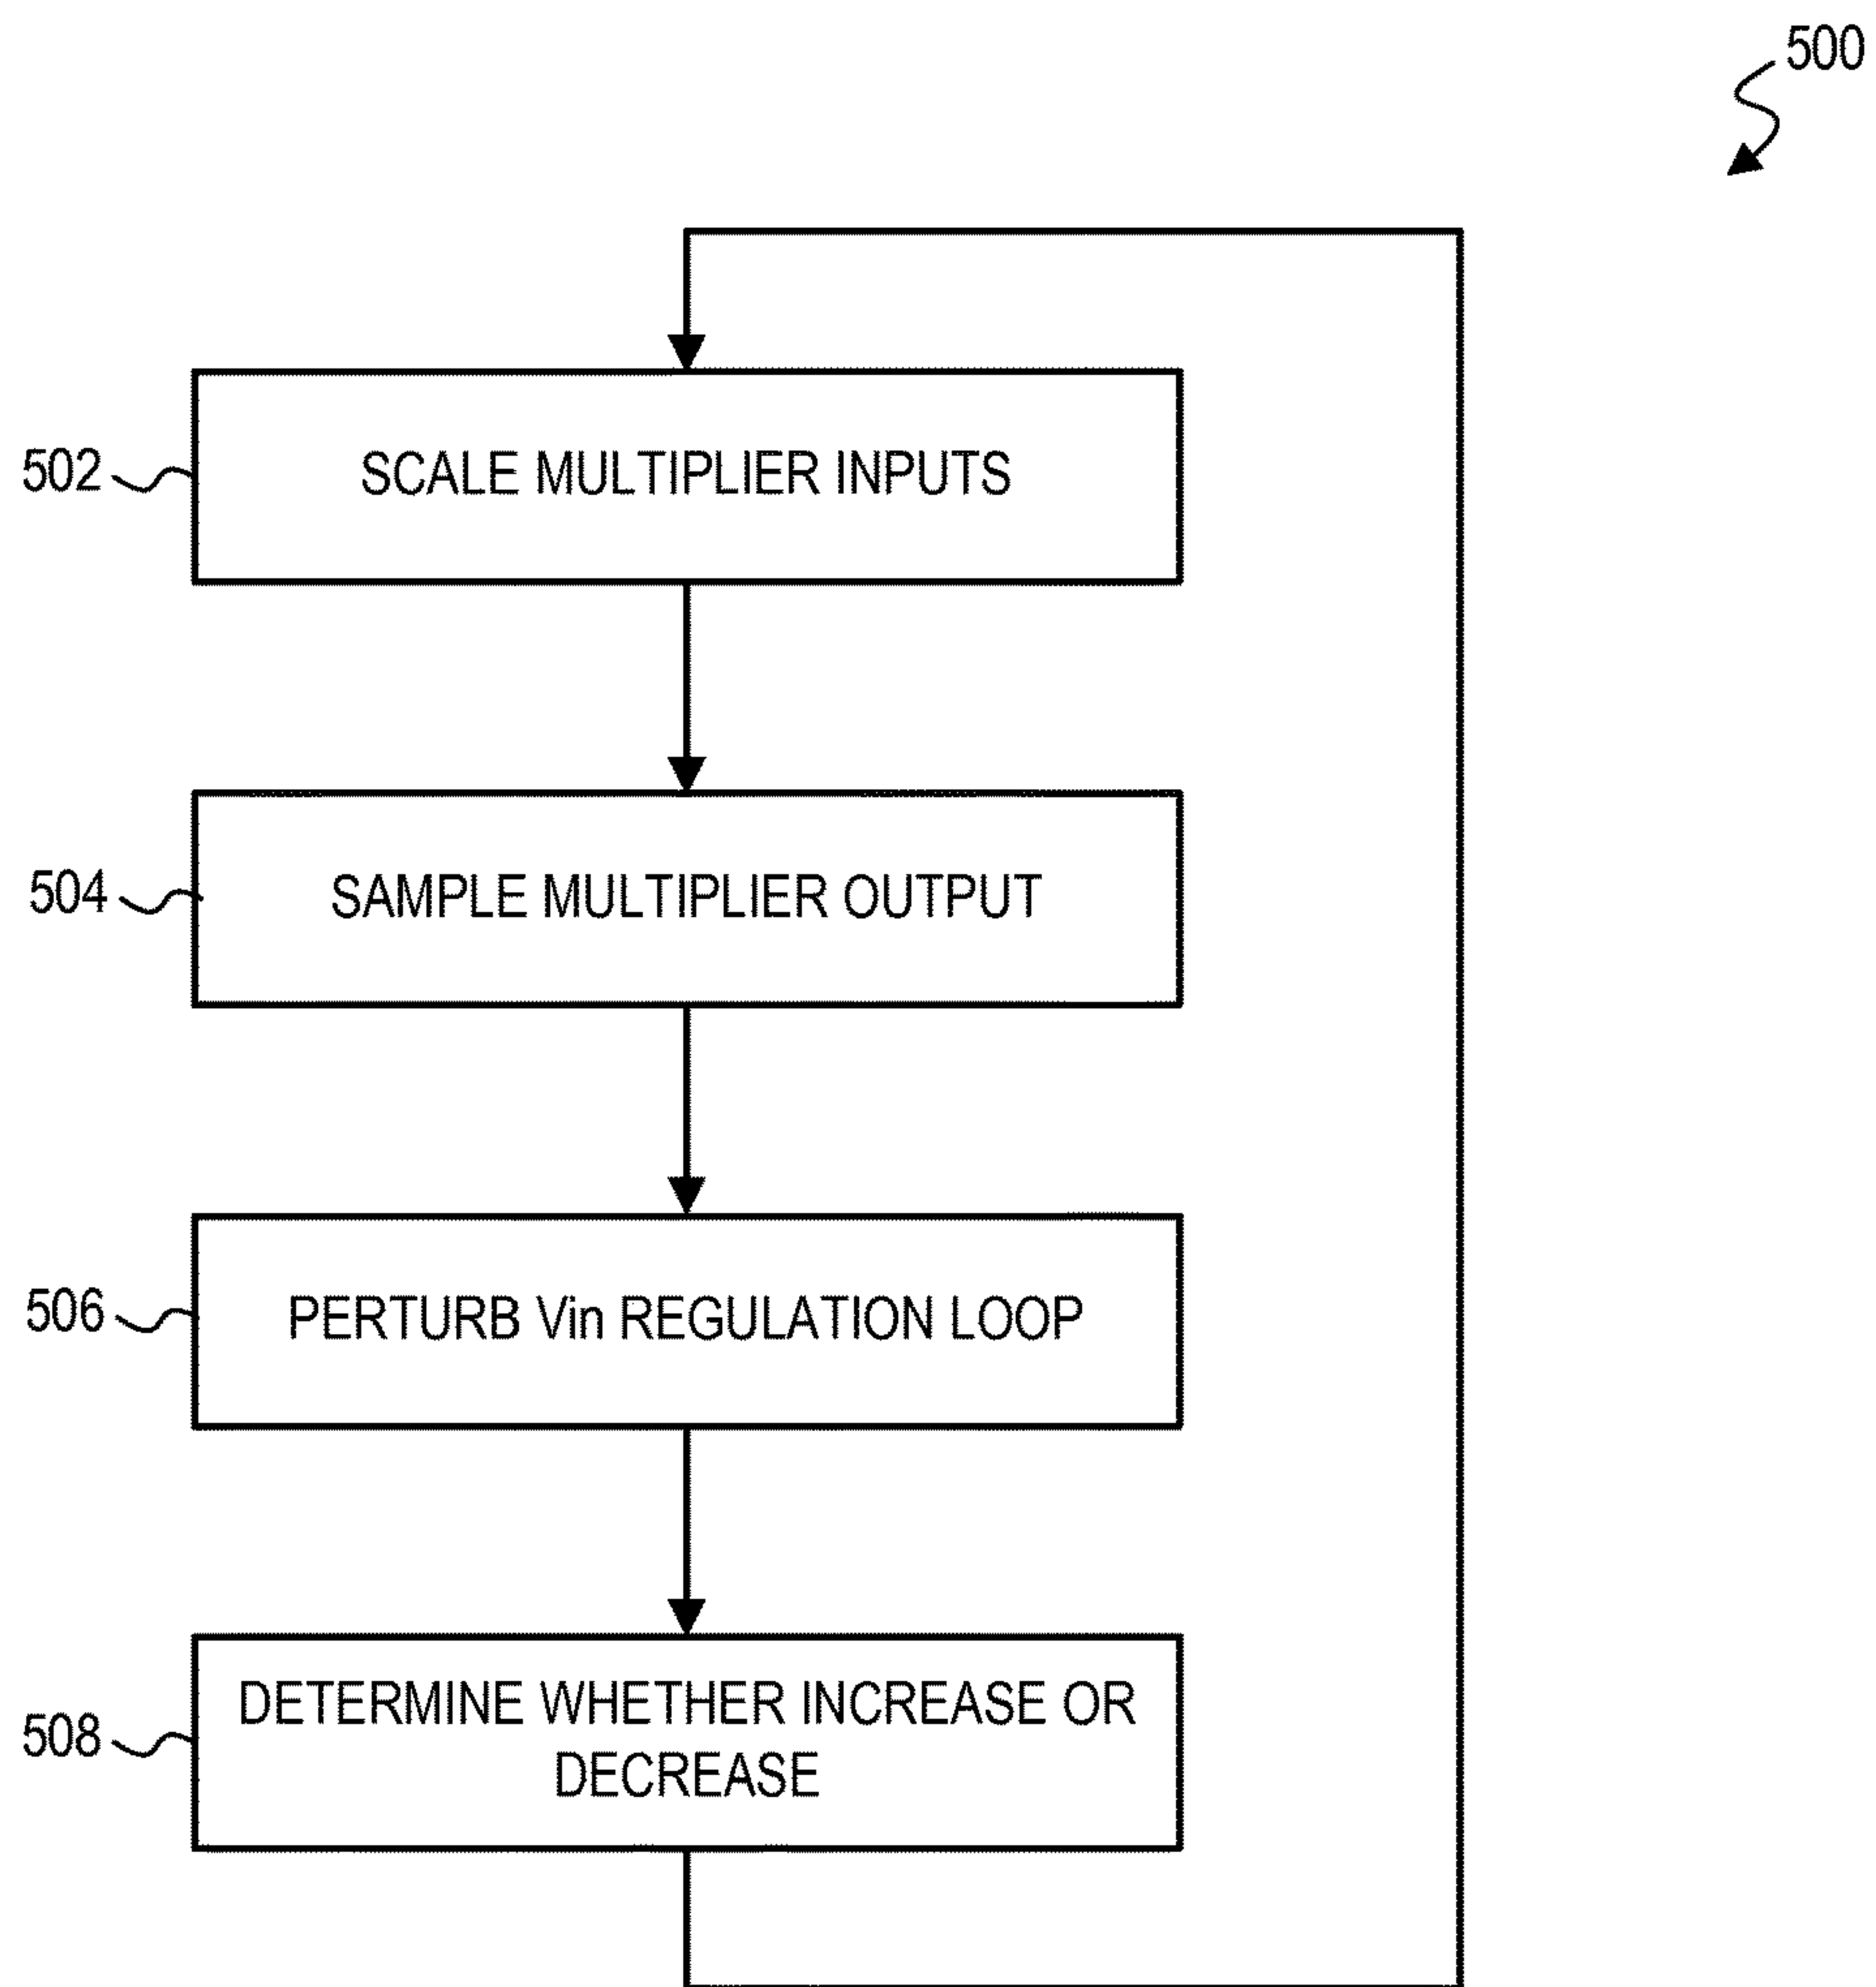 500
502
SCALE MULTIPLIER INPUTS
504
SAMPLE MULTIPLIER OUTPUT
506
PERTURB Vin REGULATION LOOP
508
DETERMINE WHETHER INCREASE OR
DECREASE